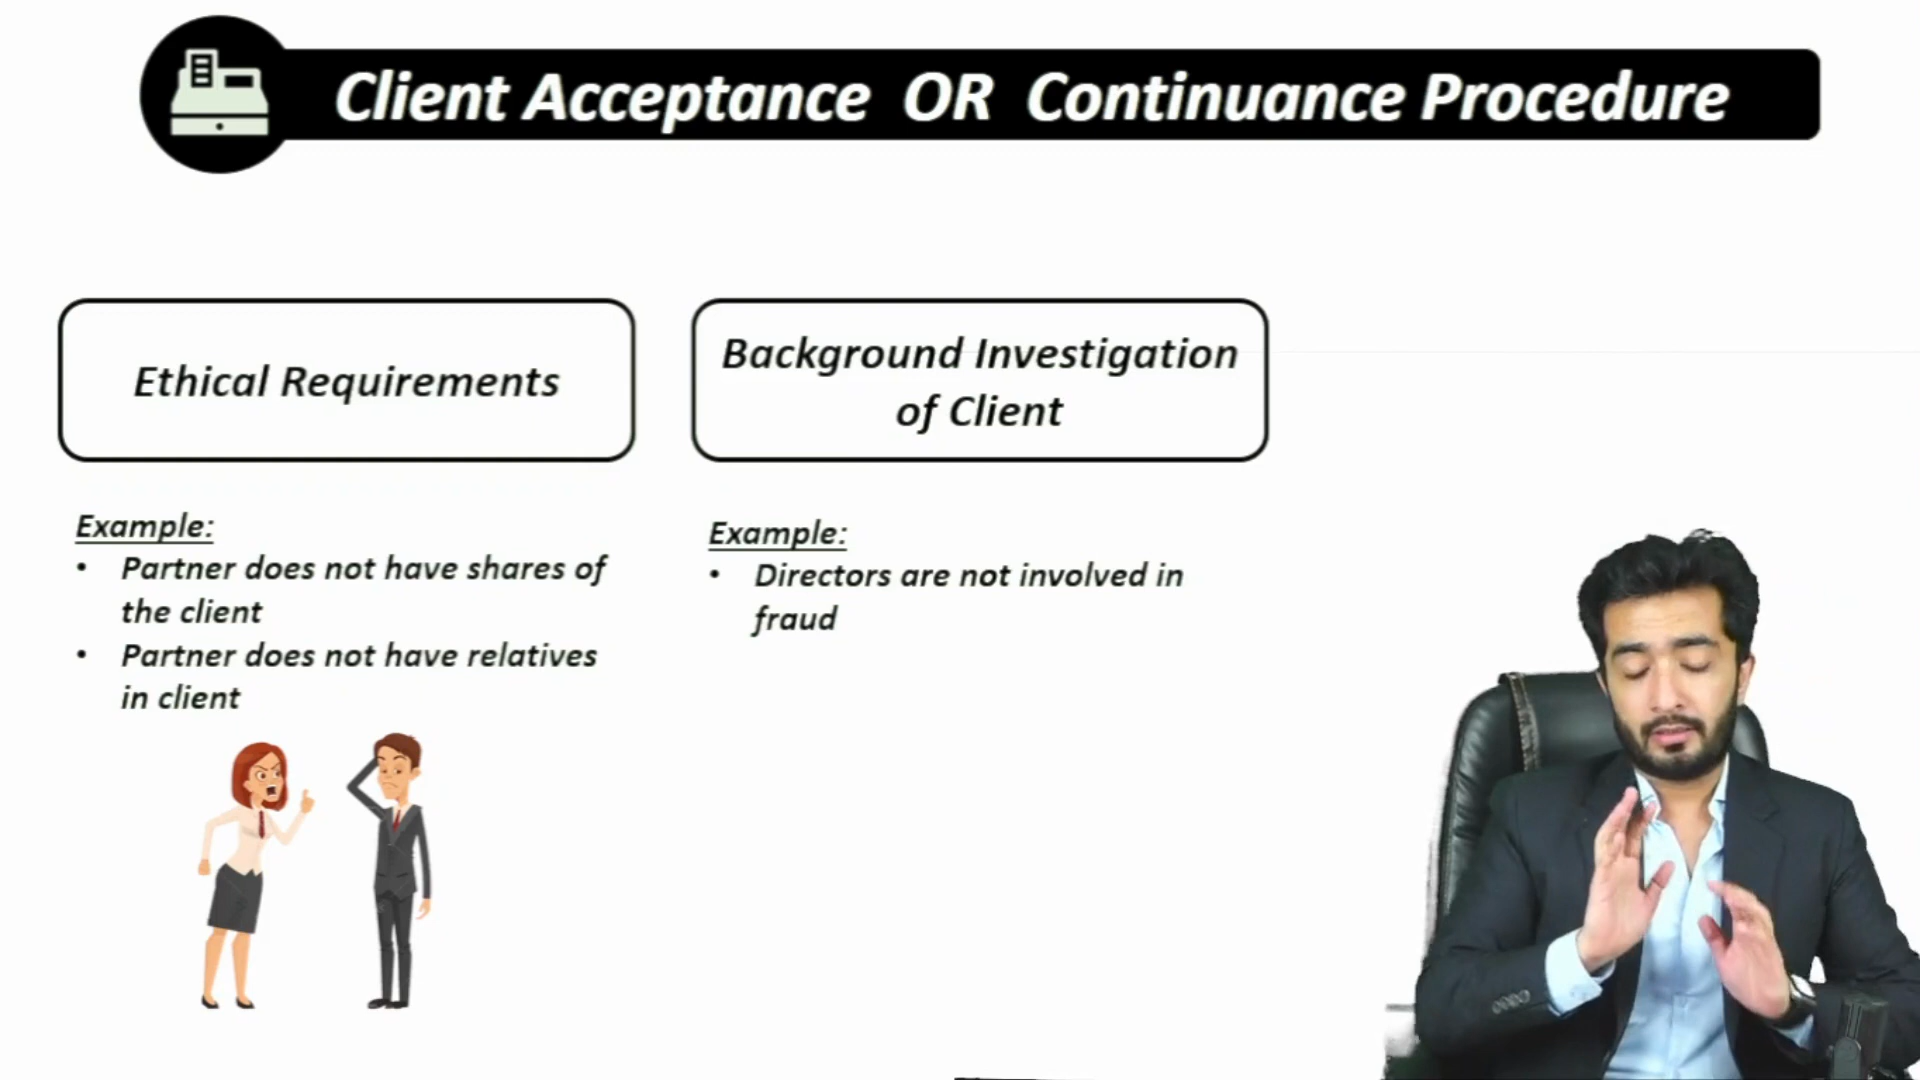 Client Acceptance OR Continuance Procedure
Ethical Requirements
Background Investigation
of Client
Example:
• Partner does not have shares of
the client
• Partner does not have relatives
in client
Example:
• Directors are not involved in
fraud